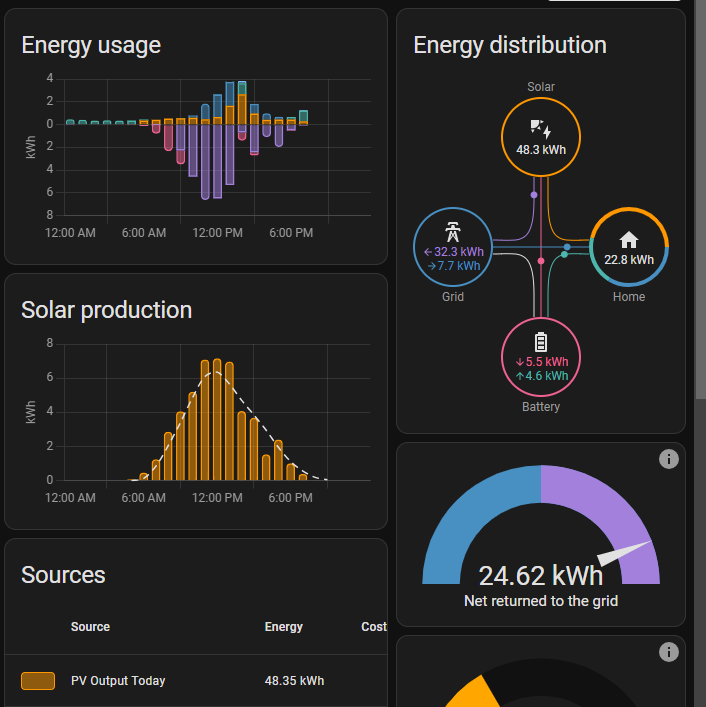 Energy usage
4
2
0
2
4
6
8
kWh
12:00 AM 6:00 AM 12:00 PM 6:00 PM
Solar production
8
6
4
2
0
kWh
12:00 AM 6:00 AM 12:00 PM 6:00 PM
Sources
Source Energy Cost
PV Output Today 48.35 kWh
Energy distribution
Solar
48.3 kWh
←32.3 kWh
→7.7 kWh
Grid
22.8 kWh
Home
↓5.5 kWh
↑4.6 kWh
Battery
i
24.62 kWh
Net returned to the grid
i